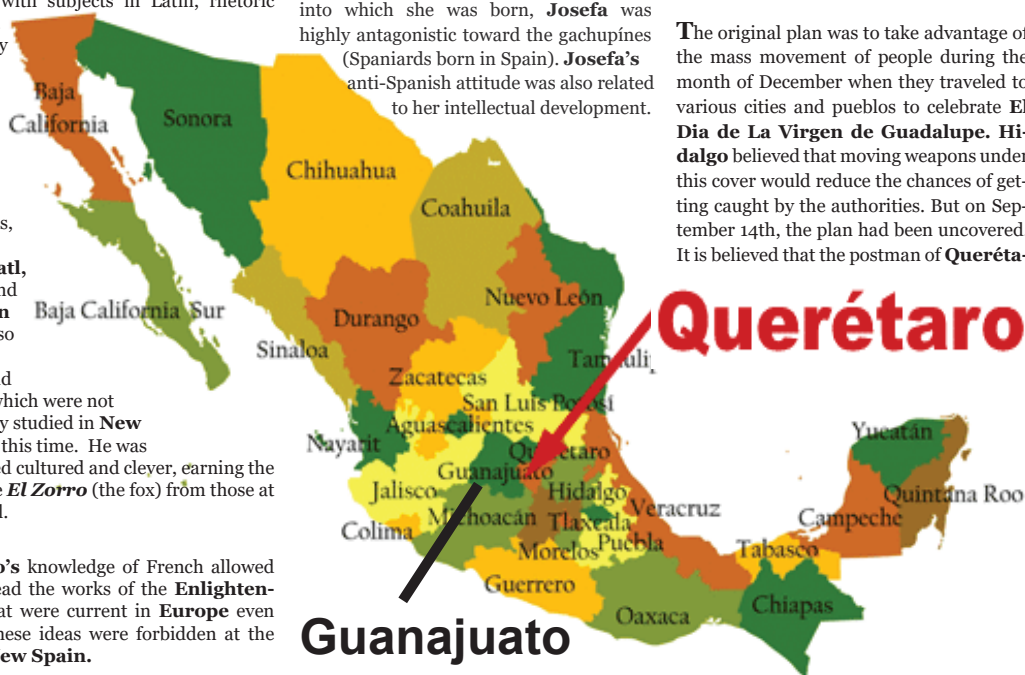 with subjects in Latin, rhetoric
y
s,
atl,
nd
n
so
d
which were not
y studied in New
this time. He was
ed cultured and clever, earning the
e El Zorro (the fox) from those at
l.
o's knowledge of French allowed
ead the works of the Enlighten-
at were current in Europe even
hese ideas were forbidden at the
ew Spain.
into which she was born, Josefa was
highly antagonistic toward the gachupínes
(Spaniards born in Spain). Josefa's
anti-Spanish attitude was also related
to her intellectual development.
The original plan was to take advantage of
the mass movement of people during the
month of December when they traveled to
various cities and pueblos to celebrate El
Dia de La Virgen de Guadalupe. Hi-
dalgo believed that moving weapons under
this cover would reduce the chances of get-
ting caught by the authorities. But on Sep-
tember 14th, the plan had been uncovered.
It is believed that the postman of Queréta-
Baja
California
Sonora
Chihuahua
Coahuila
Baja California Sur
Nuevo León
Durango
Querétaro
Sinaloa
Tamaulip
Zacatecas
San Luis Potosí
Aguascalientes
Nayarit
Querétaro
Yucatán
Guanajuato
Jalisco
Hidalgo
Quintana Roo
Colima
Michoacán
Tlaxcala
Veracruz
Campeche
Morelos
Puebla
Tabasco
Guerrero
Chiapas
Oaxaca
Guanajuato